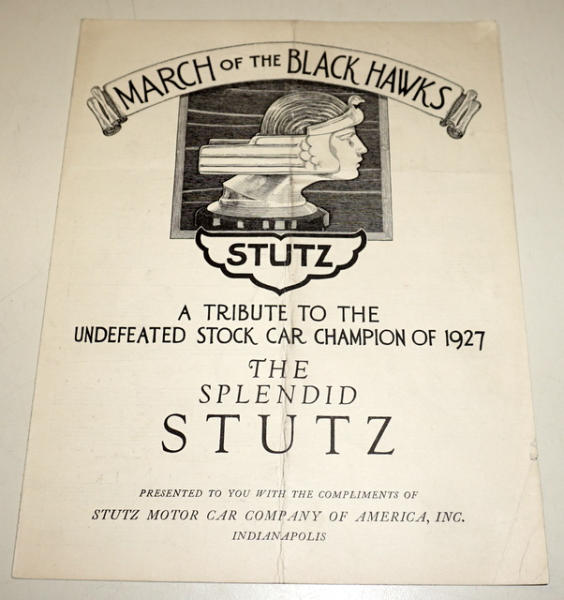 MARCH OF THE BLACK HAWKS
STUTZ
A TRIBUTE TO THE
UNDEFEATED STOCK CAR CHAMPION OF 1927
THE
SPLENDID
STUTZ
PRESENTED TO YOU WITH THE COMPLIMENTS OF
STUTZ MOTOR CAR COMPANY OF AMERICA, INC.
INDIANAPOLIS